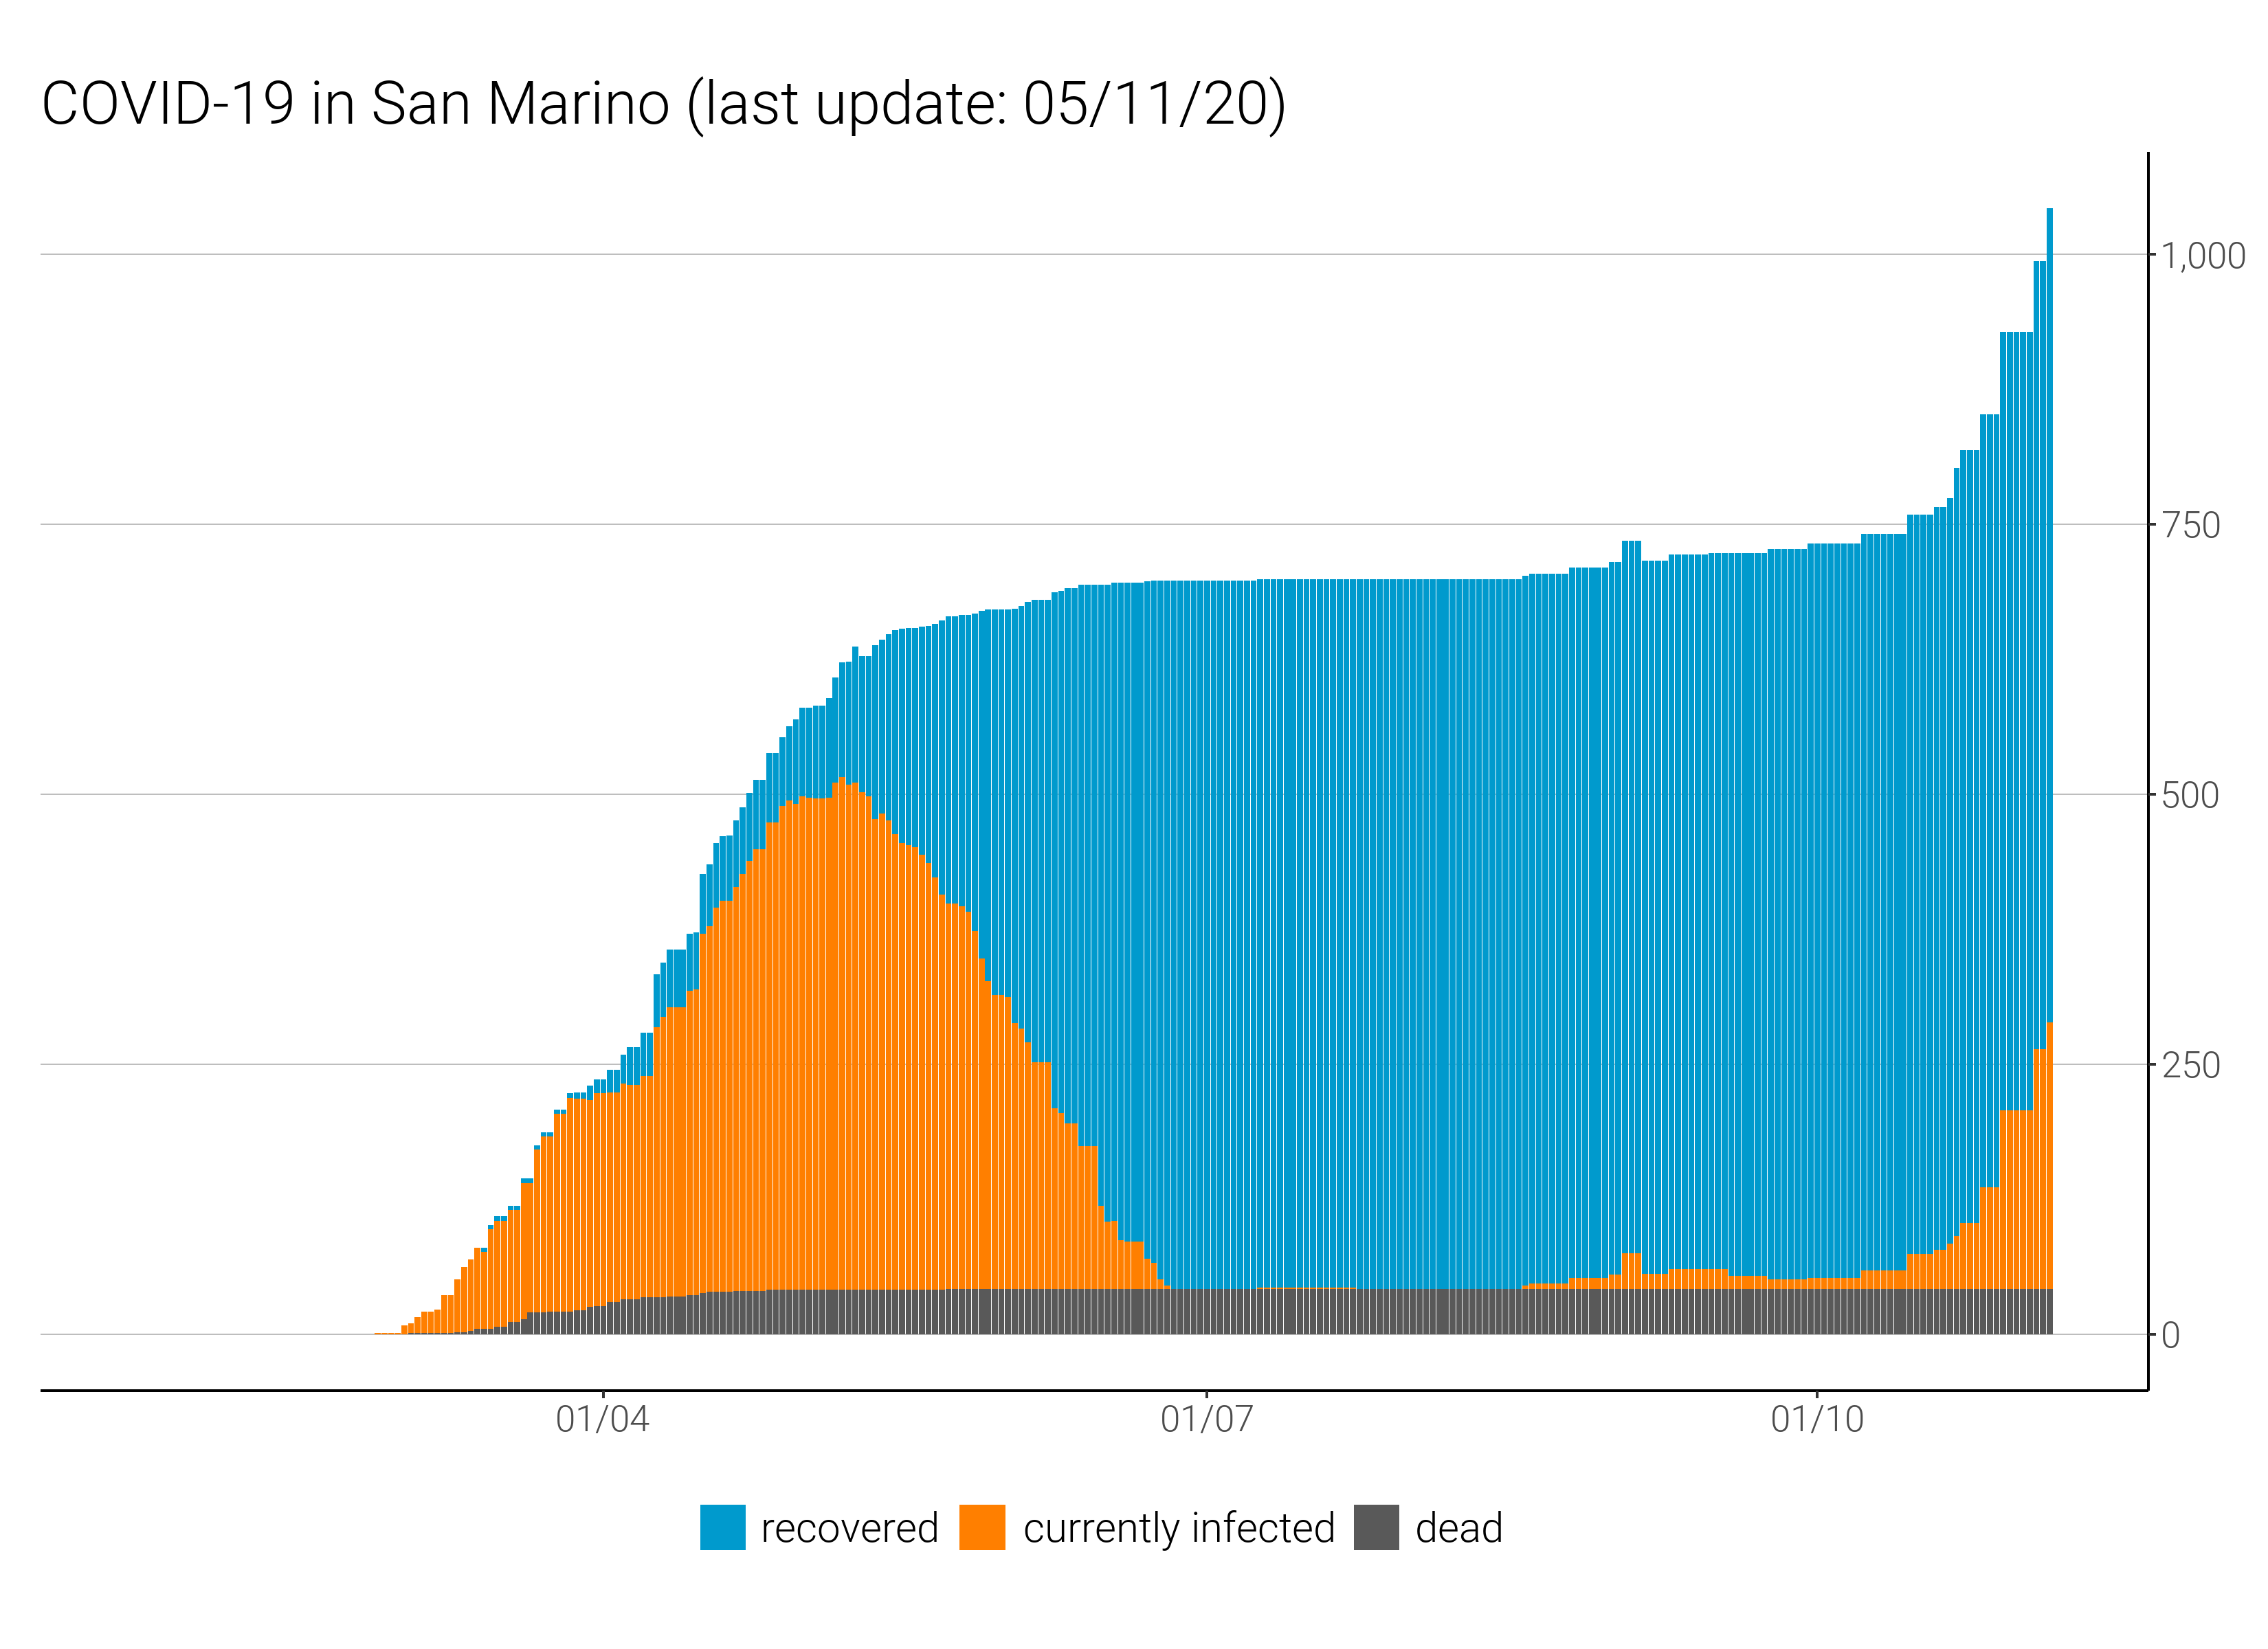 COVID-19 in San Marino (last update: 05/11/20)
1,000
750
500
250
0
01/04 01/07 01/10
recovered currently infected dead